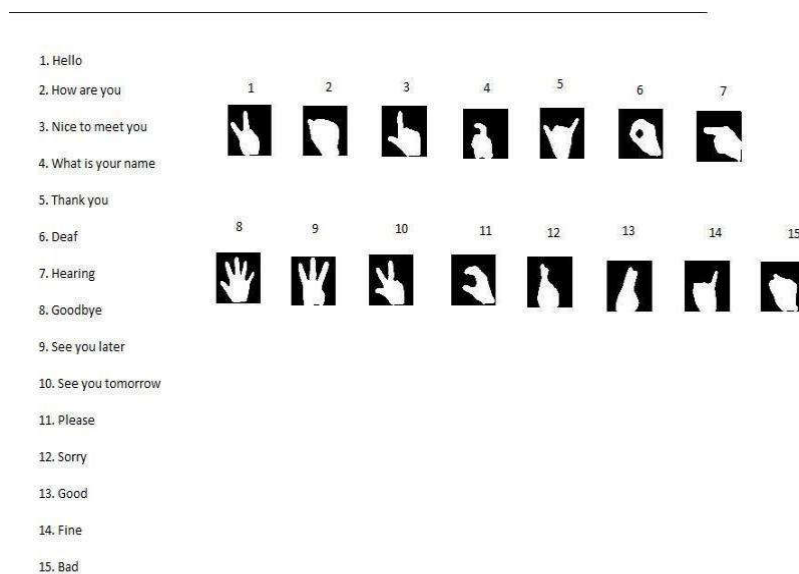 1. Hello
2. How are you
3. Nice to meet you
4. What is your name
5. Thank you
6. Deaf
7. Hearing
8. Goodbye
9. See you later
10. See you tomorrow
11. Please
12. Sorry
13. Good
14. Fine
15. Bad
1 2 3 4 5 6 7
8 9 10 11 12 13 14 15